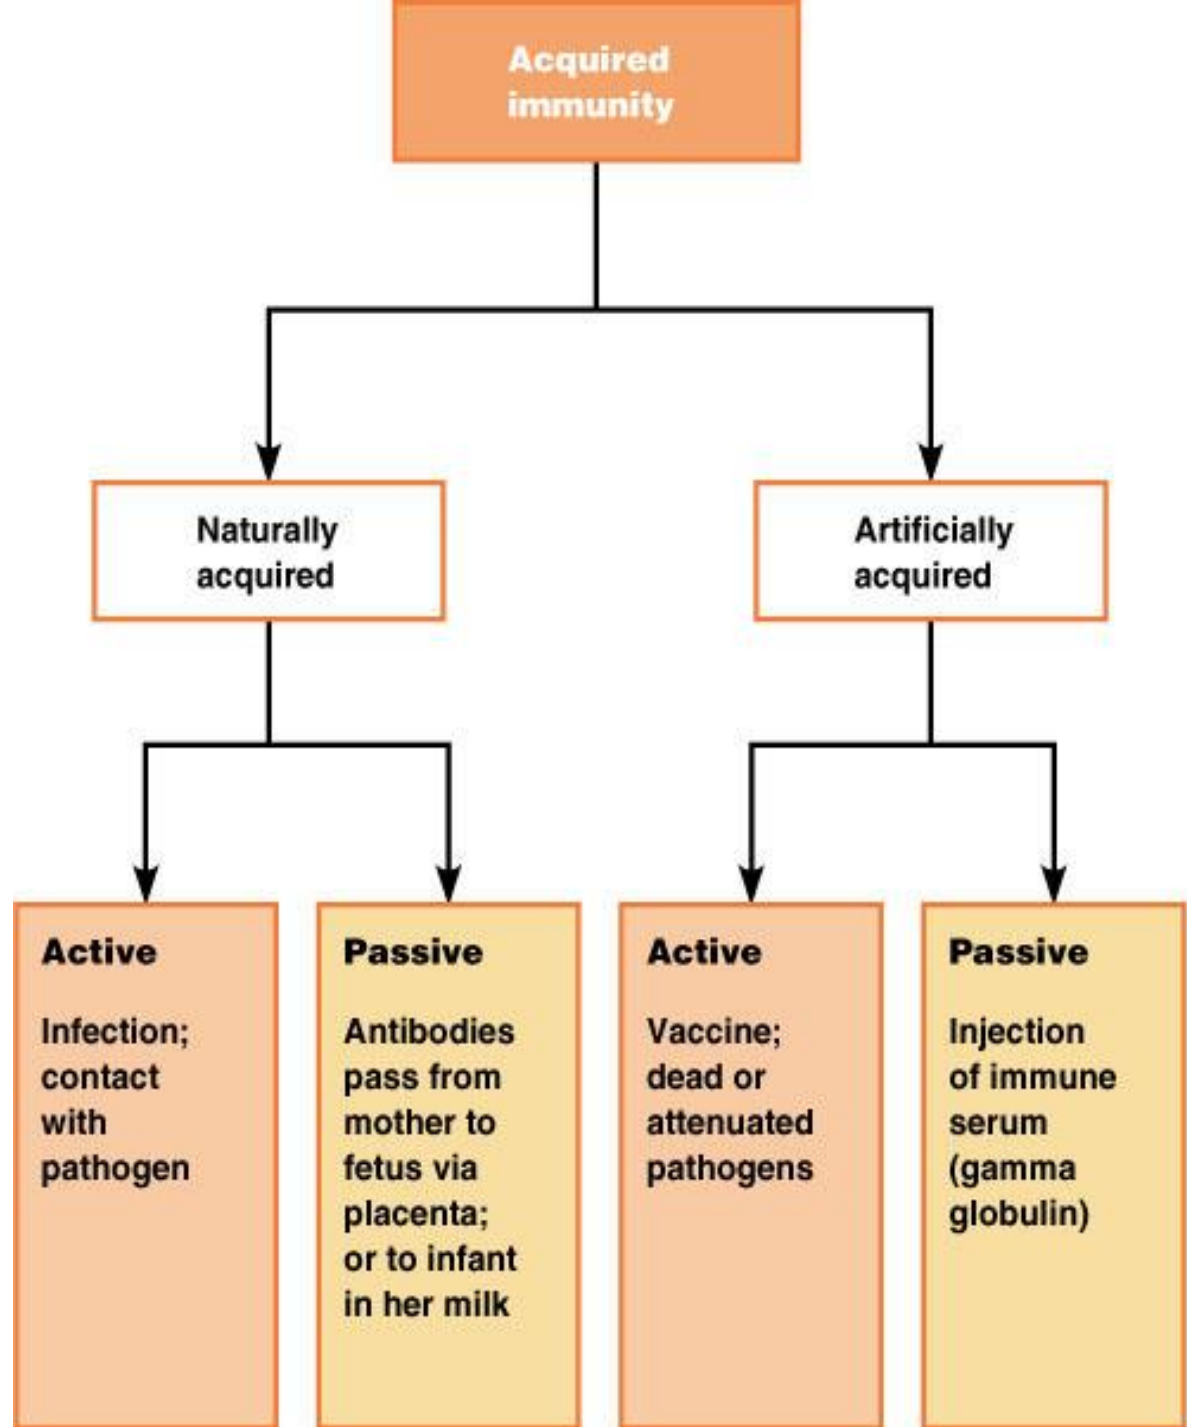 Acquired
immunity
Naturally
acquired
Artificially
acquired
Active
Infection;
contact
with
pathogen
Passive
Antibodies
pass from
mother to
fetus via
placenta;
or to infant
in her milk
Active
Vaccine;
dead or
attenuated
pathogens
Passive
Injection
of immune
serum
(gamma
globulin)